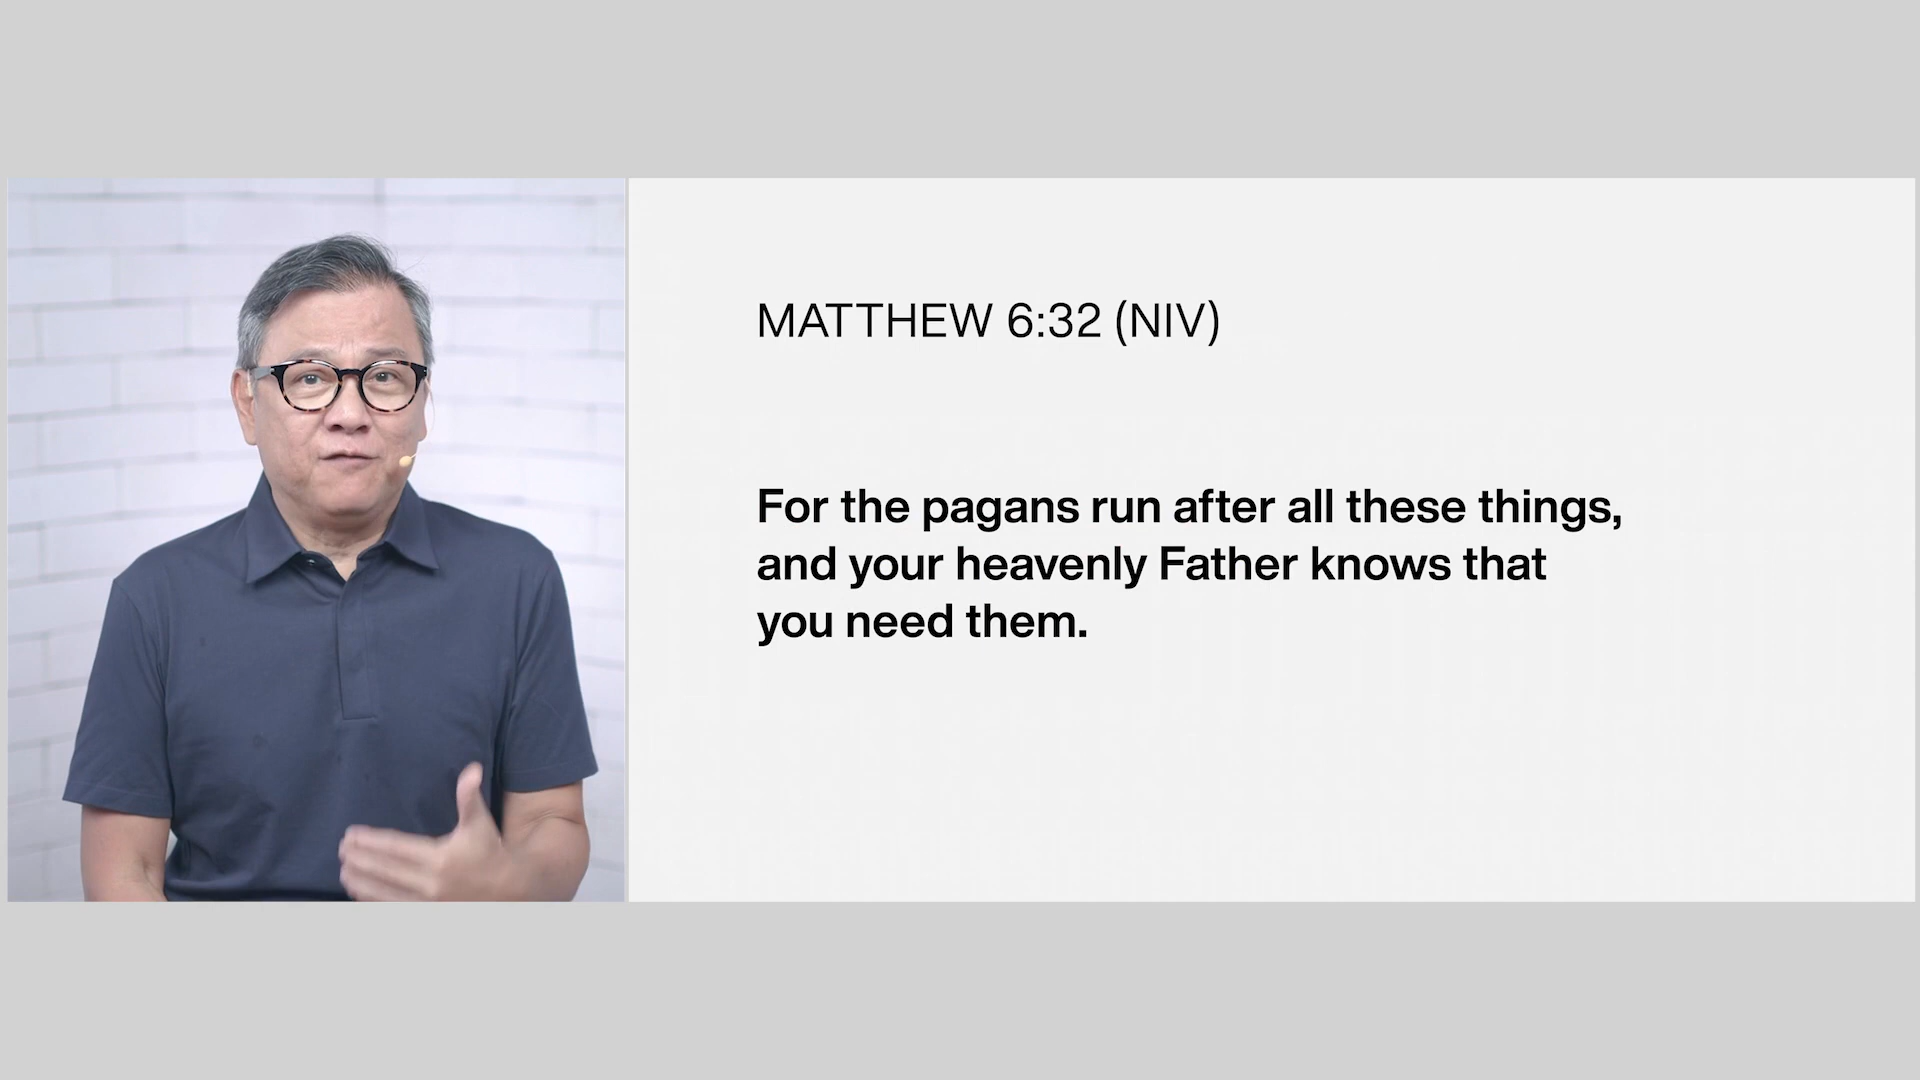 MATTHEW 6:32 (NIV)
For the pagans run after all these things,
and your heavenly Father knows that
you need them.